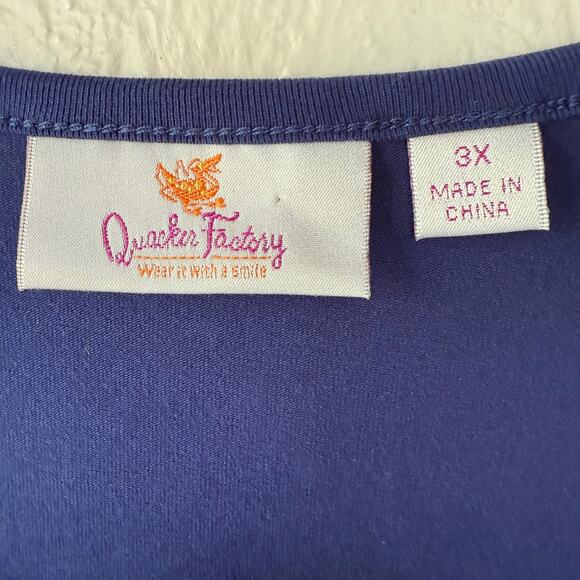 Quacker Factory
Wear it with a smile
3X
MADE IN
CHINA